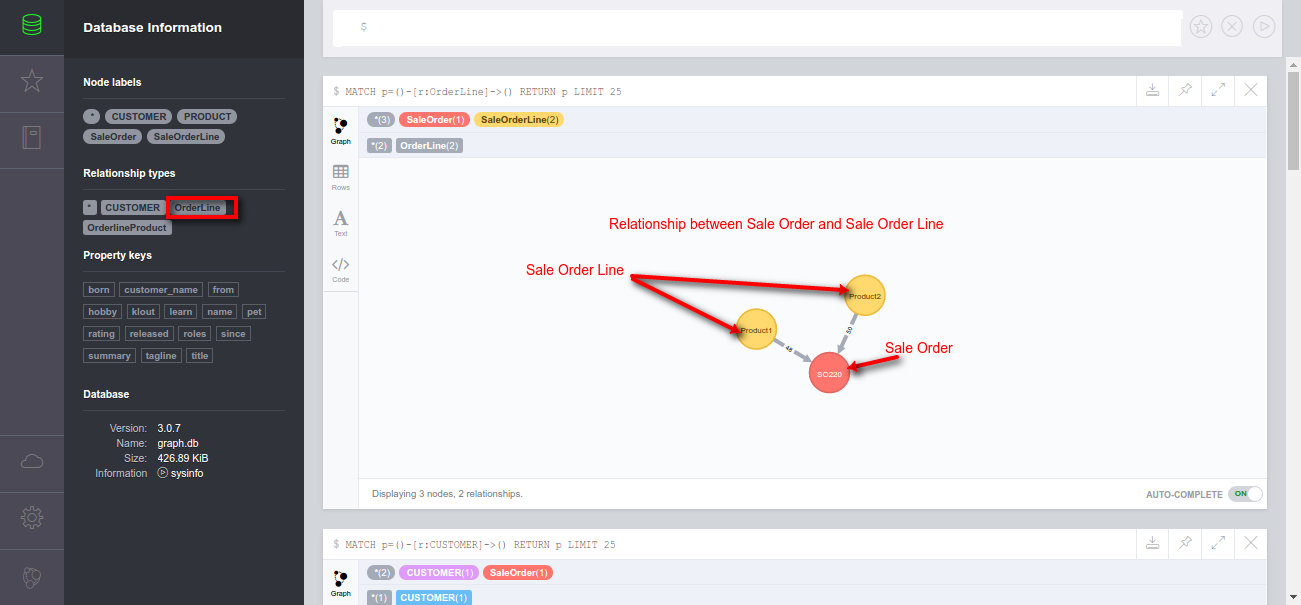 Database Information
Node labels
* CUSTOMER PRODUCT
SaleOrder SaleOrderLine
Relationship types
* CUSTOMER OrderLine
OrderlineProduct
Property keys
born customer_name from
hobby klout learn name pet
rating released roles since
summary tagline title
Database
Version: 3.0.7
Name: graph.db
Size: 426.89 KiB
Information sysinfo
$
$ MATCH p=()-[r:OrderLine]->() RETURN p LIMIT 25
Graph
Rows
Text
Code
*(3) SaleOrder(1) SaleOrderLine(2)
*(2) OrderLine(2)
Relationship between Sale Order and Sale Order Line
Sale Order Line
Product2
Product1
50
48
Sale Order
SO220
Displaying 3 nodes, 2 relationships.
AUTO-COMPLETE ON
$ MATCH p=()-[r:CUSTOMER]->() RETURN p LIMIT 25
Graph
*(2) CUSTOMER(1) SaleOrder(1)
*(1) CUSTOMER(1)